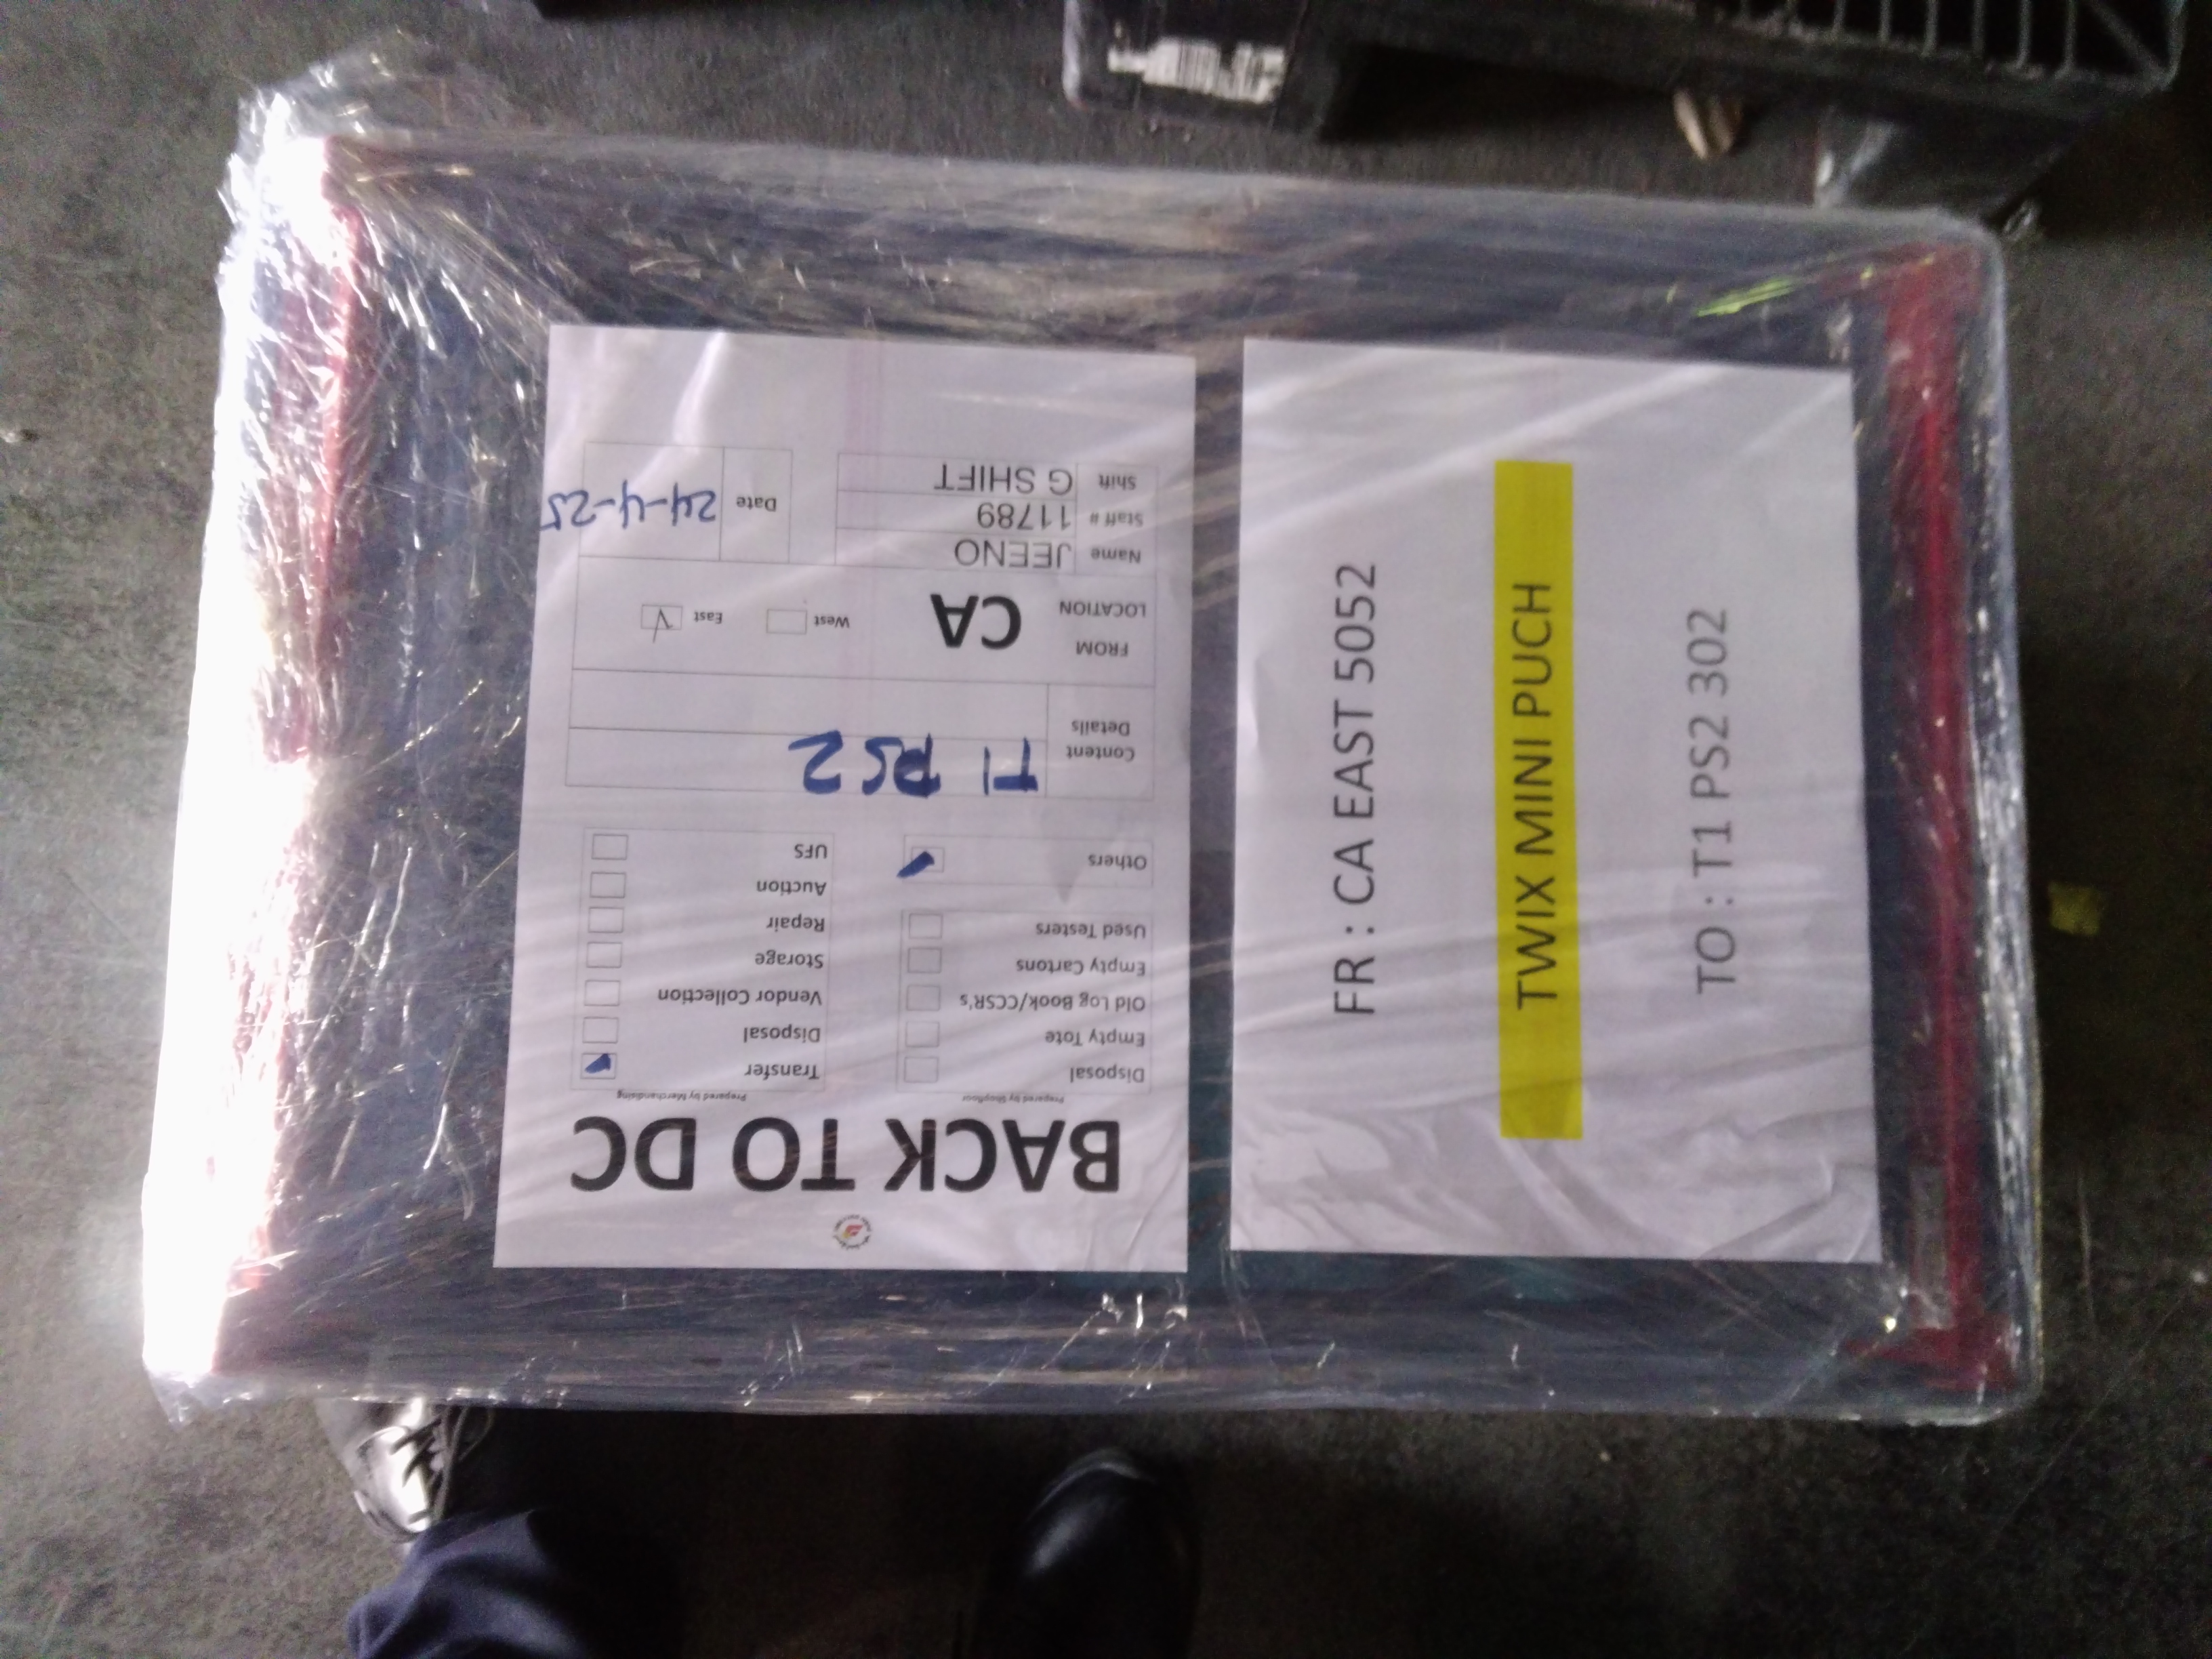 BACK TO DC
Prepared by Shopfloor
Disposal
Empty Tote
Old Log Book/CCSR's
Empty Cartons
Used Testers
Others
Prepared by Merchandising
Transfer
Disposal
Vendor Collection
Storage
Repair
Auction
UFS
Content Details
T1 PS2
FROM LOCATION
CA
West
East
Name JEENO
Staff # 11789
Shift G SHIFT
Date 24-4-25
FR : CA EAST 5052
TWIX MINI PUCH
TO : T1 PS2 302